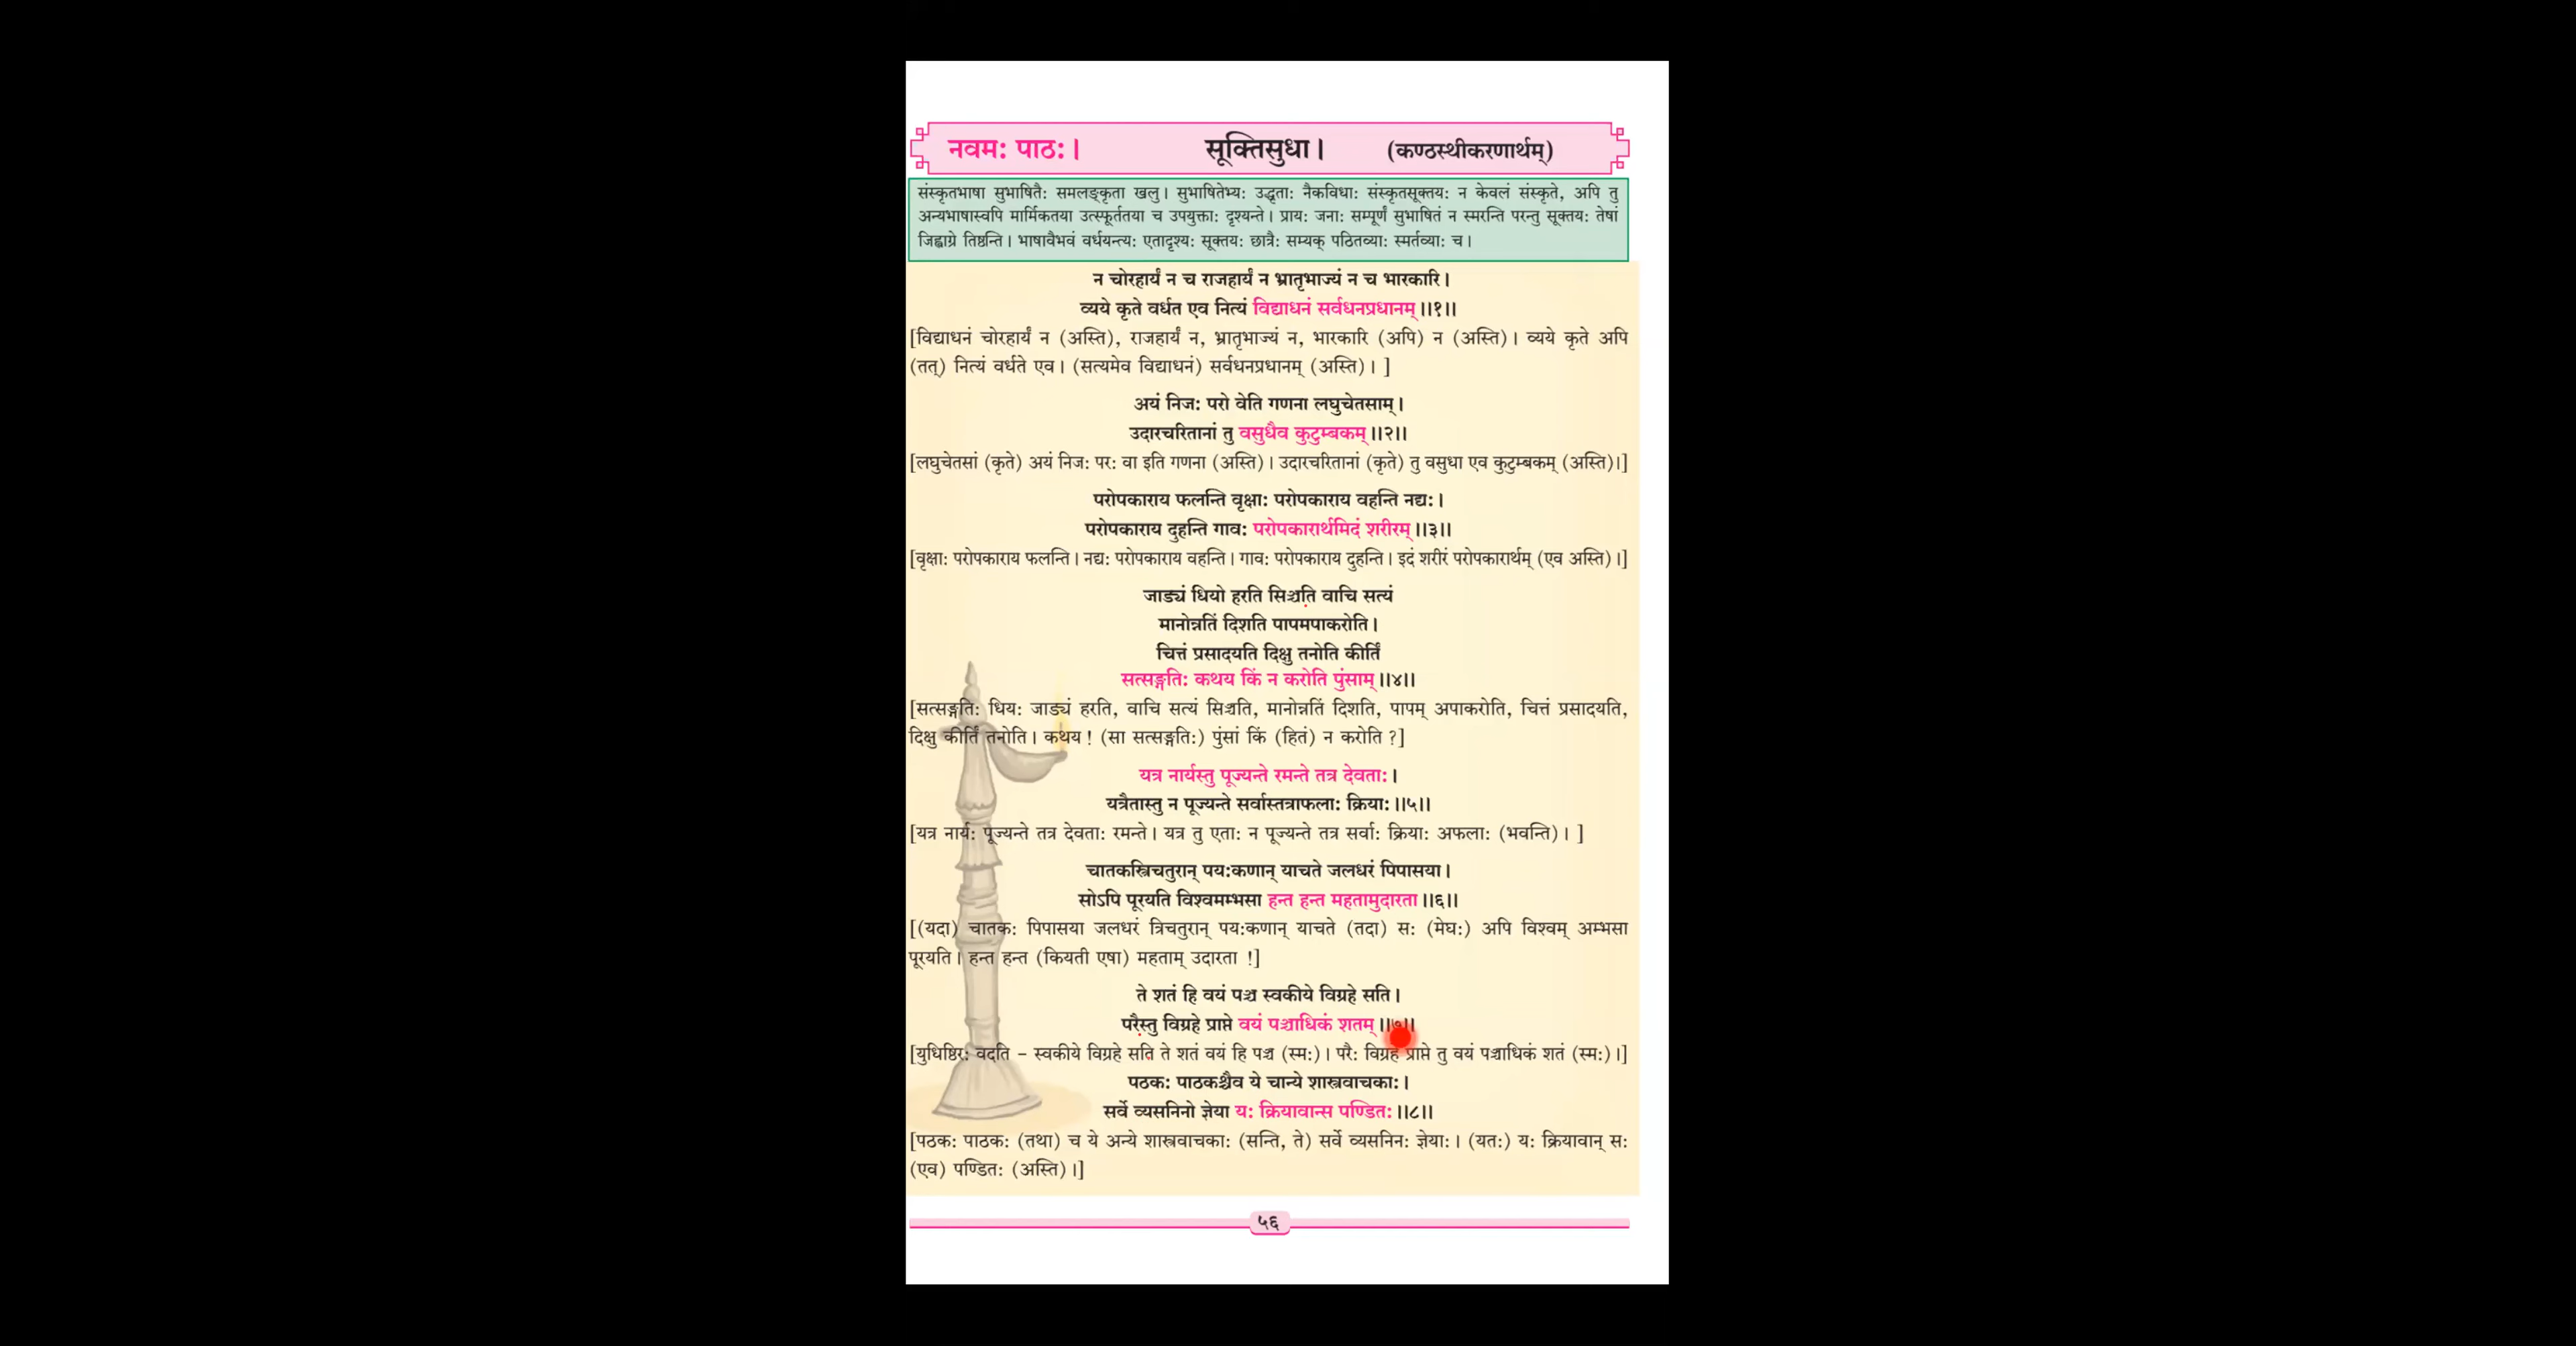 नवमः पाठः। सूक्तिसुधा। (कण्ठस्थीकरणार्थम्)
संस्कृतभाषा सुभाषितैः समलङ्कृता खलु। सुभाषितेभ्यः उद्धृताः नैकविधाः संस्कृतसूक्तयः न केवलं संस्कृते, अपि तु
अन्यभाषास्वपि मार्मिकतया उत्स्फूर्ततया च उपयुक्ताः दृश्यन्ते। प्रायः जनाः सम्पूर्णं सुभाषितं न स्मरन्ति परन्तु सूक्तयः तेषां
जिह्वाग्रे तिष्ठन्ति। भाषावैभवं वर्धयन्त्यः एतादृश्यः सूक्तयः छात्रैः सम्यक् पठितव्याः स्मर्तव्याः च।
न चोरहार्यं न च राजहार्यं न भ्रातृभाज्यं न च भारकारि।
व्यये कृते वर्धत एव नित्यं विद्याधनं सर्वधनप्रधानम्।।१।।
[विद्याधनं चोरहार्यं न (अस्ति), राजहार्यं न, भ्रातृभाज्यं न, भारकारि (अपि) न (अस्ति)। व्यये कृते अपि
(तत्) नित्यं वर्धते एव। (सत्यमेव विद्याधनं) सर्वधनप्रधानम् (अस्ति)। ]
अयं निजः परो वेति गणना लघुचेतसाम्।
उदारचरितानां तु वसुधैव कुटुम्बकम्।।२।।
[लघुचेतसां (कृते) अयं निजः परः वा इति गणना (अस्ति)। उदारचरितानां (कृते) तु वसुधा एव कुटुम्बकम् (अस्ति)।]
परोपकाराय फलन्ति वृक्षाः परोपकाराय वहन्ति नद्यः।
परोपकाराय दुहन्ति गावः परोपकारार्थमिदं शरीरम्।।३।।
[वृक्षाः परोपकाराय फलन्ति। नद्यः परोपकाराय वहन्ति। गावः परोपकाराय दुहन्ति। इदं शरीरं परोपकारार्थम् (एव अस्ति)।]
जाड्यं धियो हरति सिञ्चति वाचि सत्यं
मानोन्नतिं दिशति पापमपाकरोति।
चित्तं प्रसादयति दिक्षु तनोति कीर्तिं
सत्सङ्गतिः कथय किं न करोति पुंसाम्।।४।।
[सत्सङ्गतिः धियः जाड्यं हरति, वाचि सत्यं सिञ्चति, मानोन्नतिं दिशति, पापम् अपाकरोति, चित्तं प्रसादयति,
दिक्षु कीर्तिं तनोति। कथय! (सा सत्सङ्गतिः) पुंसां किं (हितं) न करोति ?]
यत्र नार्यस्तु पूज्यन्ते रमन्ते तत्र देवताः।
यत्रैतास्तु न पूज्यन्ते सर्वास्तत्राफलाः क्रियाः।।५।।
[यत्र नार्यः पूज्यन्ते तत्र देवताः रमन्ते। यत्र तु एताः न पूज्यन्ते तत्र सर्वाः क्रियाः अफलाः (भवन्ति)। ]
चातकस्त्रिचतुरान् पयःकणान् याचते जलधरं पिपासया।
सोऽपि पूरयति विश्वमम्भसा हन्त हन्त महतामुदारता।।६।।
[(यदा) चातकः पिपासया जलधरं त्रिचतुरान् पयःकणान् याचते (तदा) सः (मेघः) अपि विश्वम् अम्भसा
पूरयति। हन्त हन्त (कियती एषा) महताम् उदारता !]
ते शतं हि वयं पञ्च स्वकीये विग्रहे सति।
परैस्तु विग्रहे प्राप्ते वयं पञ्चाधिकं शतम्।।७।।
[युधिष्ठिरः वदति – स्वकीये विग्रहे सति ते शतं वयं हि पञ्च (स्मः)। परैः विग्रहे प्राप्ते तु वयं पञ्चाधिकं शतं (स्मः)।]
पठकः पाठकश्चैव ये चान्ये शास्त्रवाचकाः।
सर्वे व्यसनिनो ज्ञेया यः क्रियावान्स पण्डितः।।८।।
[पठकः पाठकः (तथा) च ये अन्ये शास्त्रवाचकाः (सन्ति, ते) सर्वे व्यसनिनः ज्ञेयाः। (यतः) यः क्रियावान् सः
(एव) पण्डितः (अस्ति)।]
५६